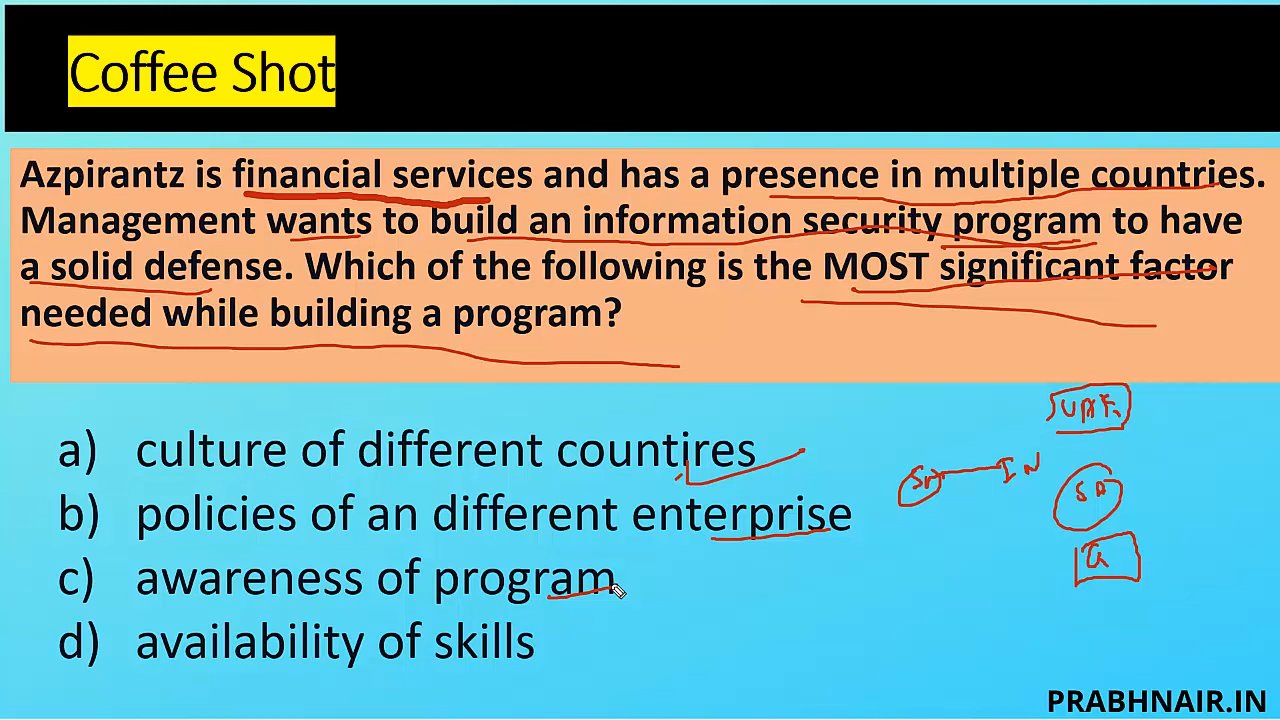 Coffee Shot
Azpirantz is financial services and has a presence in multiple countries.
Management wants to build an information security program to have
a solid defense. Which of the following is the MOST significant factor
needed while building a program?
a) culture of different countires
b) policies of an different enterprise
c) awareness of program
d) availability of skills
IN
PRABHNAIR.IN